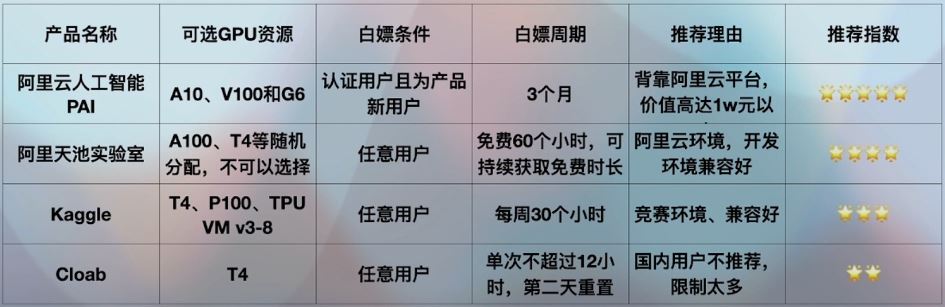 产品名称 可选GPU资源 白嫖条件 白嫖周期 推荐理由 推荐指数
阿里云人工智能
PAI
A10、V100和G6
认证用户且为产品
新用户
3个月
背靠阿里云平台，
价值高达1w元以
阿里天池实验室
A100、T4等随机
分配，不可以选择
任意用户
免费60个小时，可
持续获取免费时长
阿里云环境，开发
环境兼容好
Kaggle
T4、P100、TPU
VM v3-8
任意用户
每周30个小时
竞赛环境、兼容好
Cloab
T4
任意用户
单次不超过12小
时，第二天重置
国内用户不推荐，
限制太多